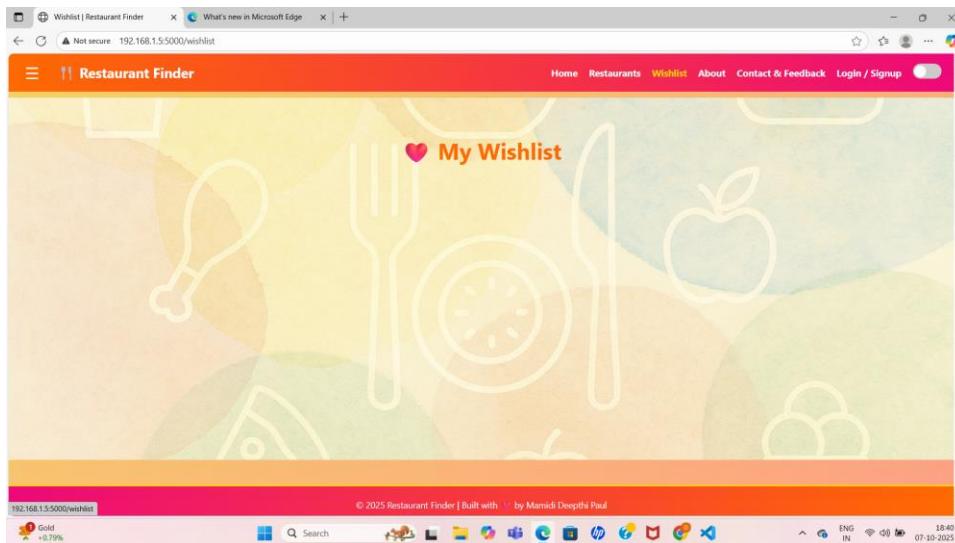 Wishlist | Restaurant Finder
What's new in Microsoft Edge
Not secure 192.168.1.5:5000/wishlist
Restaurant Finder
Home Restaurants Wishlist About Contact & Feedback Login / Signup
My Wishlist
© 2025 Restaurant Finder | Built with by Mamidi Deepthi Paul
192.168.1.5:5000/wishlist
1
Gold
+0.79%
Search
ENG
IN
18:40
07-10-2025